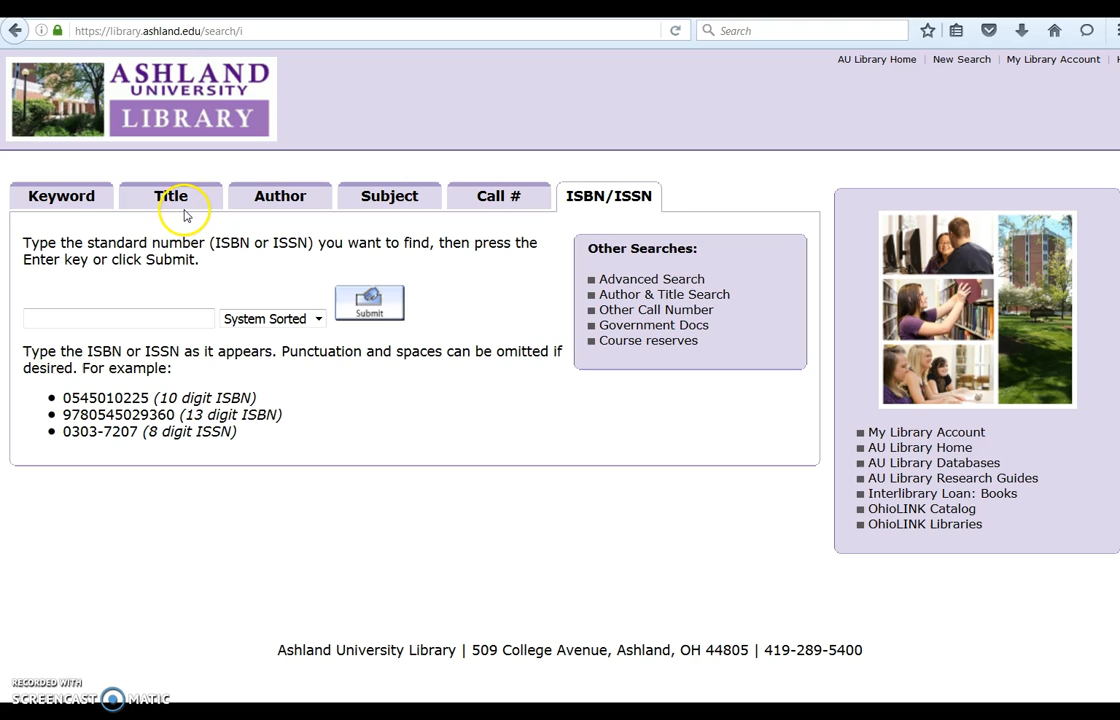 https://library.ashland.edu/search/i
Search
AU Library Home | New Search | My Library Account |
ASHLAND
UNIVERSITY
LIBRARY
Keyword
Title
Author
Subject
Call #
ISBN/ISSN
Type the standard number (ISBN or ISSN) you want to find, then press the
Enter key or click Submit.
System Sorted
Submit
Type the ISBN or ISSN as it appears. Punctuation and spaces can be omitted if
desired. For example:
0545010225 (10 digit ISBN)
9780545029360 (13 digit ISBN)
0303-7207 (8 digit ISSN)
Other Searches:
Advanced Search
Author & Title Search
Other Call Number
Government Docs
Course reserves
My Library Account
AU Library Home
AU Library Databases
AU Library Research Guides
Interlibrary Loan: Books
OhioLINK Catalog
OhioLINK Libraries
Ashland University Library | 509 College Avenue, Ashland, OH 44805 | 419-289-5400
RECORDED WITH
SCREENCAST MATIC